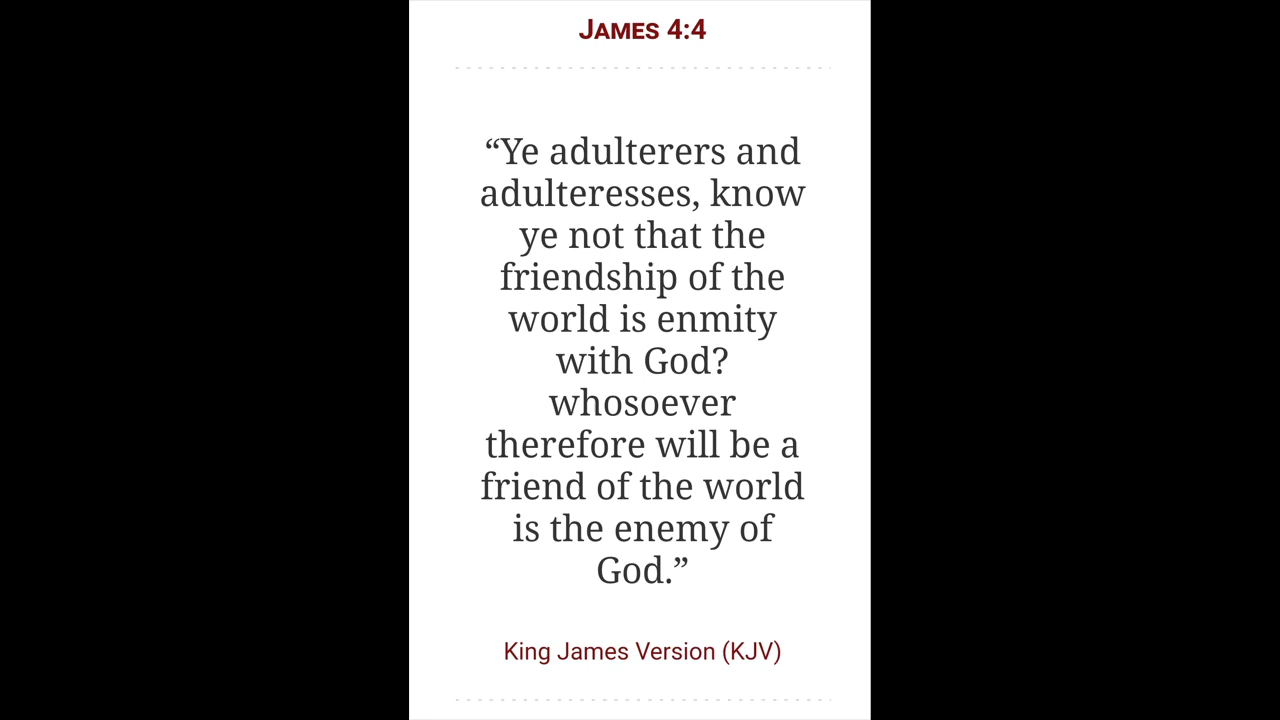 James 4:4
“Ye adulterers and
adulteresses, know
ye not that the
friendship of the
world is enmity
with God?
whosoever
therefore will be a
friend of the world
is the enemy of
God.”
King James Version (KJV)